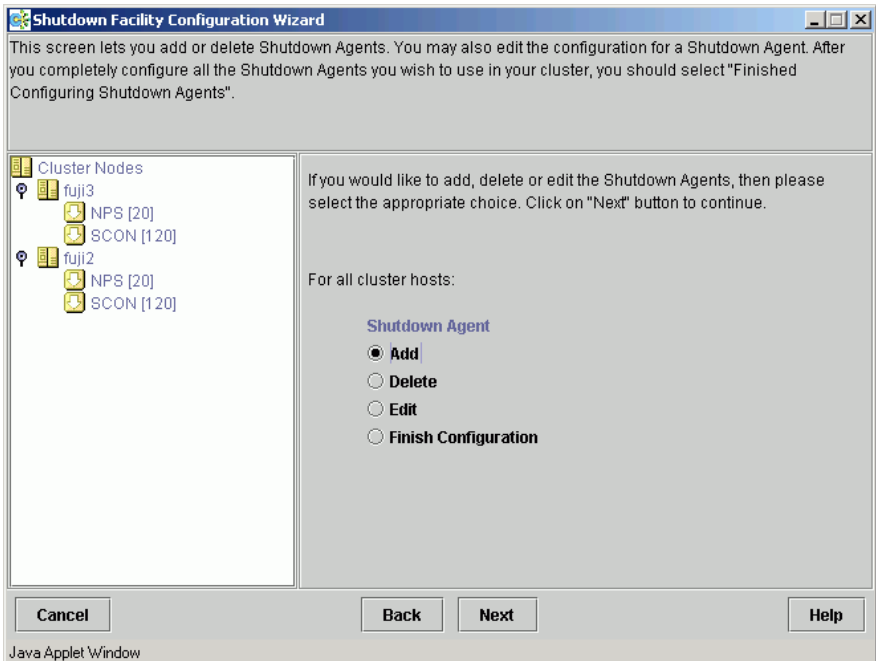 Shutdown Facility Configuration Wizard
This screen lets you add or delete Shutdown Agents. You may also edit the configuration for a Shutdown Agent. After
you completely configure all the Shutdown Agents you wish to use in your cluster, you should select "Finished
Configuring Shutdown Agents".
Cluster Nodes
fuji3
NPS [20]
SCON [120]
fuji2
NPS [20]
SCON [120]
If you would like to add, delete or edit the Shutdown Agents, then please
select the appropriate choice. Click on "Next" button to continue.
For all cluster hosts:
Shutdown Agent
Add
Delete
Edit
Finish Configuration
Cancel
Back
Next
Help
Java Applet Window